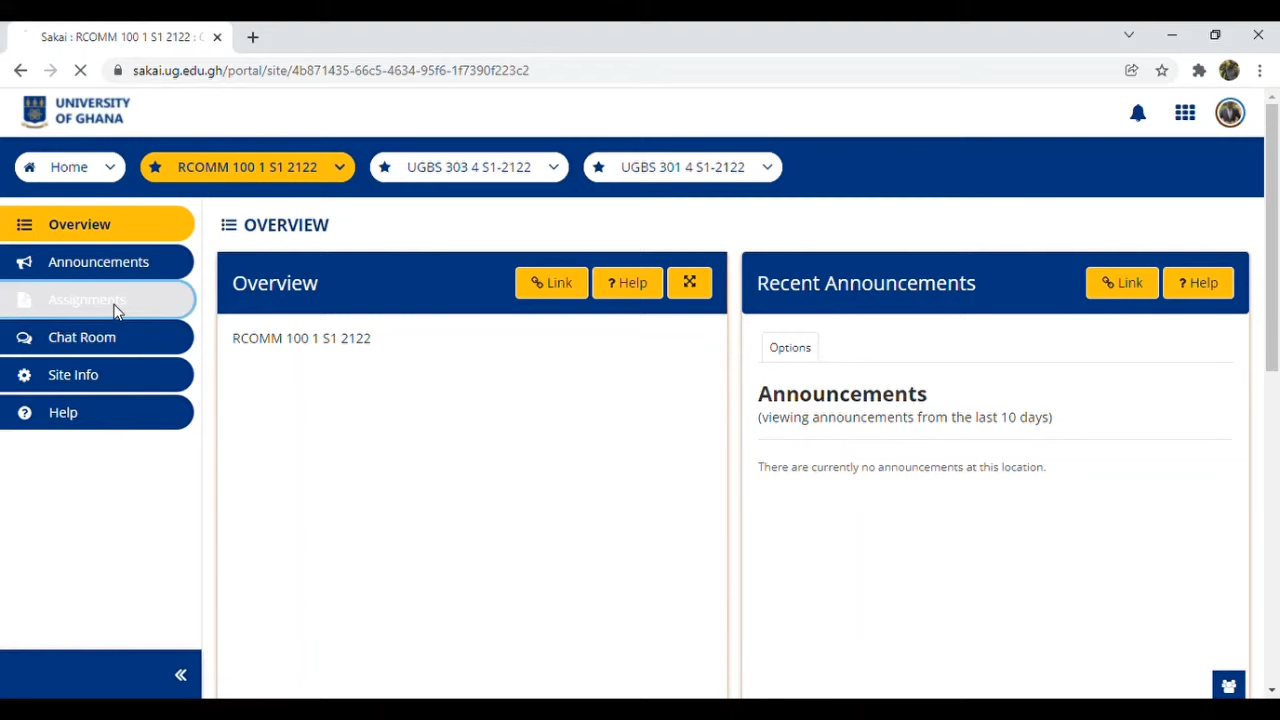 Sakai : RCOMM 100 1 S1 2122 :
sakai.ug.edu.gh/portal/site/4b871435-66c5-4634-95f6-1f7390f223c2
UNIVERSITY
OF GHANA
Home
RCOMM 100 1 S1 2122
UGBS 303 4 S1-2122
UGBS 301 4 S1-2122
Overview
Announcements
Assignments
Chat Room
Site Info
Help
OVERVIEW
Overview
Link
? Help
RCOMM 100 1 S1 2122
Recent Announcements
Link
? Help
Options
Announcements
(viewing announcements from the last 10 days)
There are currently no announcements at this location.